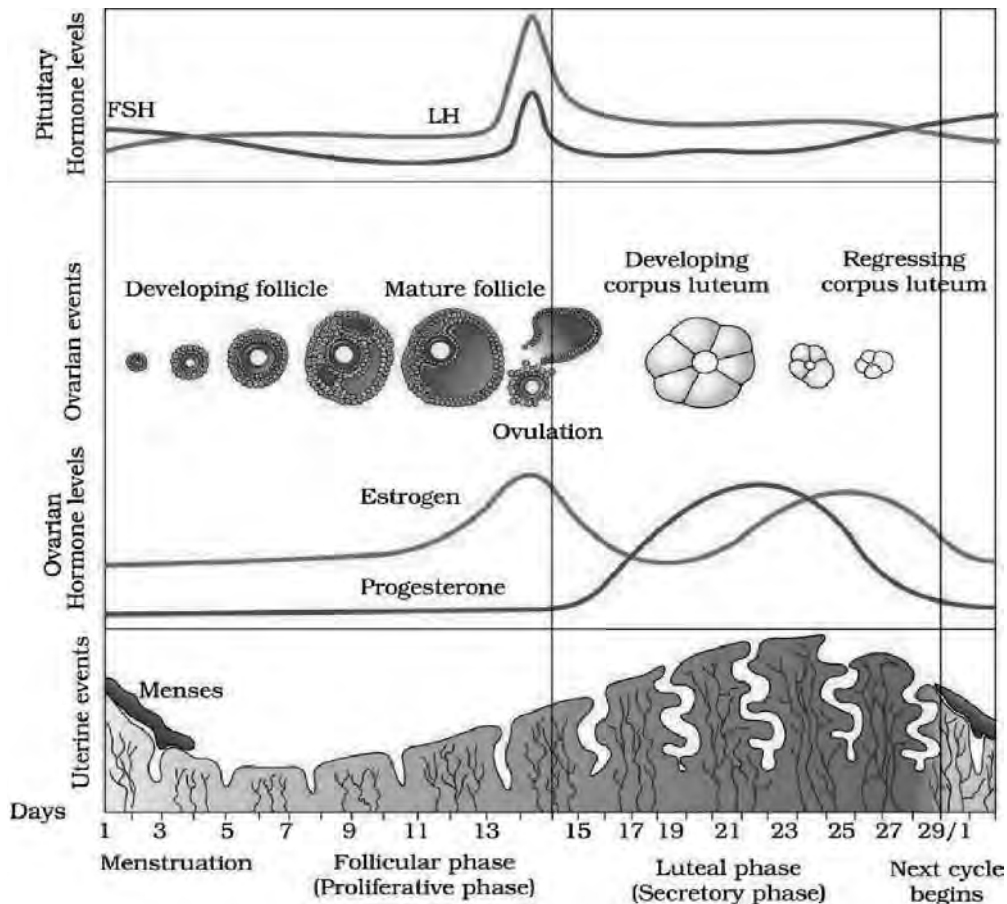 Pituitary
Hormone levels
FSH
LH
Ovarian events
Developing follicle
Mature follicle
Developing
corpus luteum
Regressing
corpus luteum
Ovulation
Ovarian
Hormone levels
Estrogen
Progesterone
Uterine events
Menses
Days
1 3 5 7 9 11 13 15 17 19 21 23 25 27 29/1
Menstruation
Follicular phase
(Proliferative phase)
Luteal phase
(Secretory phase)
Next cycle
begins